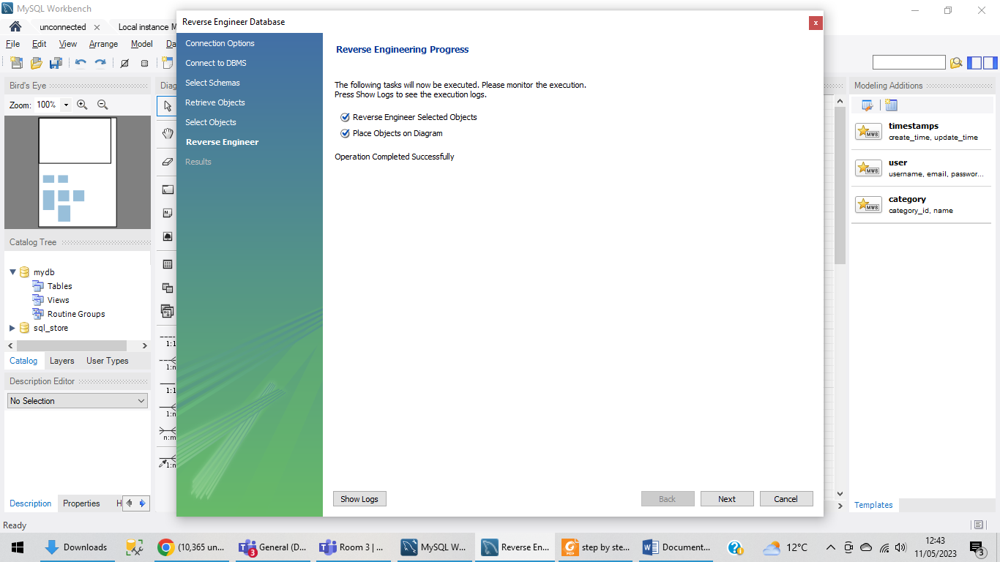 MySQL Workbench
unconnected
Local instance M
File Edit View Arrange Model Da
Bird's Eye
Zoom: 100%
Catalog Tree
mydb
Tables
Views
Routine Groups
sql_store
Catalog Layers User Types
Description Editor
No Selection
Description Properties H
Ready
Diag
1:1
1:n
1:1
1:n
n:m
1:n
Reverse Engineer Database
x
Connection Options
Connect to DBMS
Select Schemas
Retrieve Objects
Select Objects
Reverse Engineer
Results
Reverse Engineering Progress
The following tasks will now be executed. Please monitor the execution.
Press Show Logs to see the execution logs.
Reverse Engineer Selected Objects
Place Objects on Diagram
Operation Completed Successfully
Show Logs Back Next Cancel
Modeling Additions
MWB
timestamps
create_time, update_time
MWB
user
username, email, passwor...
MWB
category
category_id, name
Templates
Downloads
(10,365 un...
3
General (D...
Room 3 | ...
MySQL W...
Reverse En...
PDF
step by ste...
Document...
12°C
12:43
11/05/2023
3